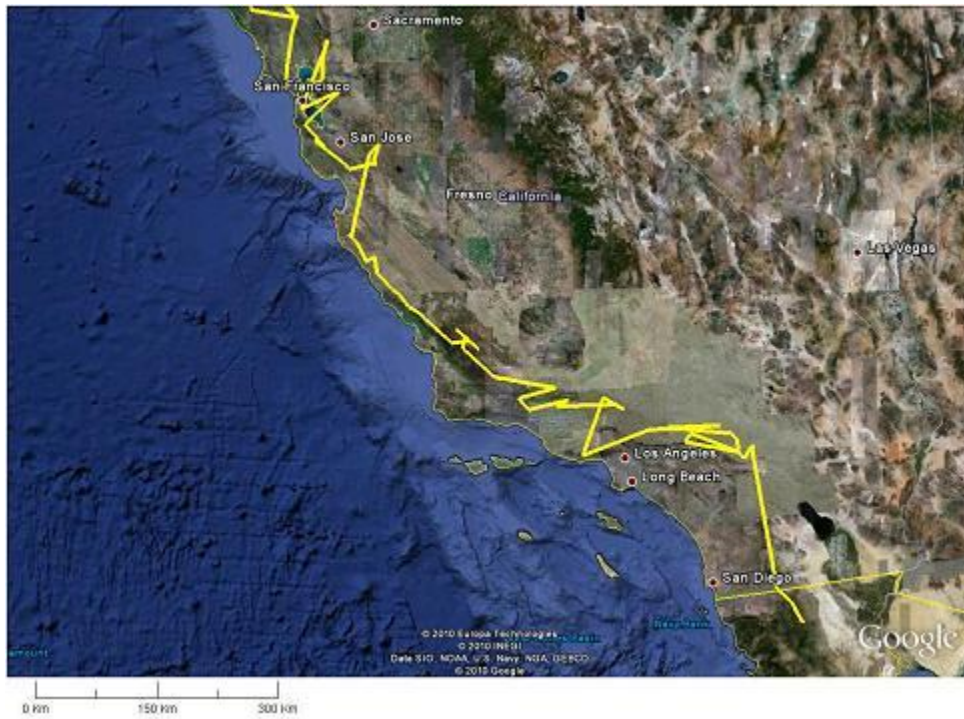 Sacramento
San Francisco
San Jose
Fresno California
Las Vegas
Los Angeles
Long Beach
San Diego
© 2010 Europa Technologies
© 2010 INEGI
Data SIO, NOAA, U.S. Navy, NGA, GEBCO
© 2010 Google
Google
0 Km 150 Km 300 Km